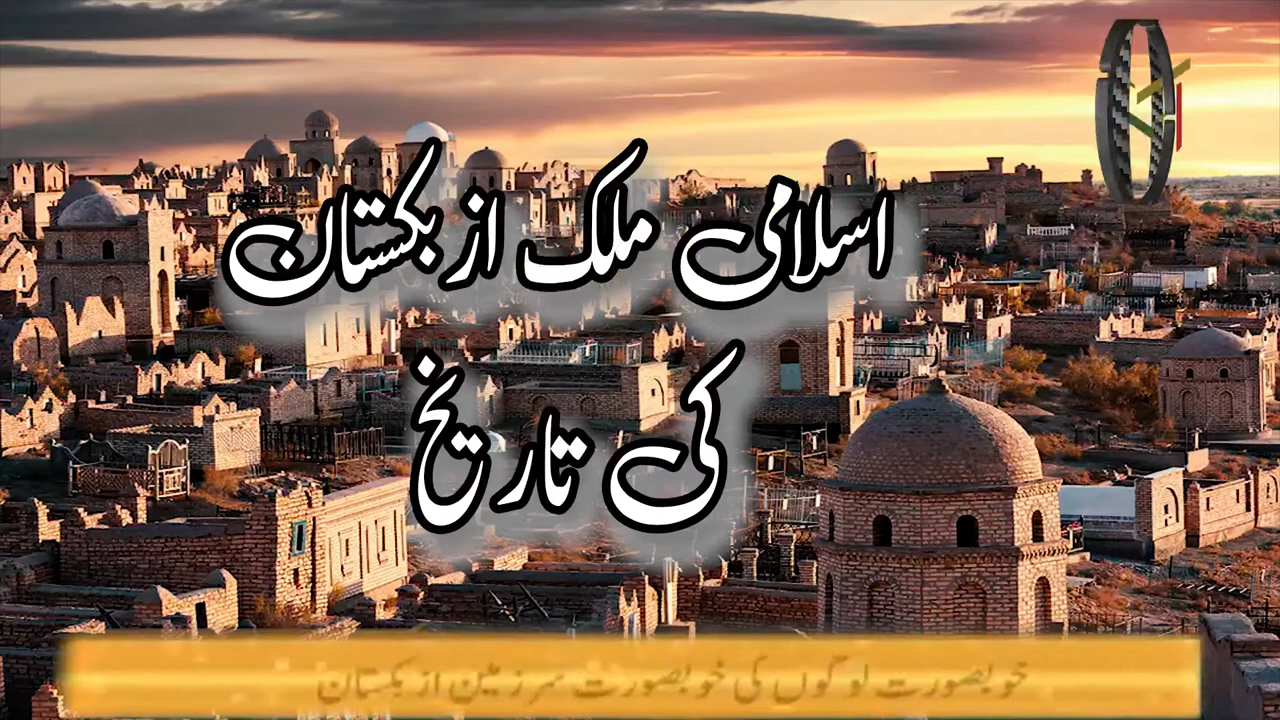 اسلامی ملک ازبکستان
کی تاریخ
خوبصورت لوگوں کی خوبصورت سرزمین ازبکستان